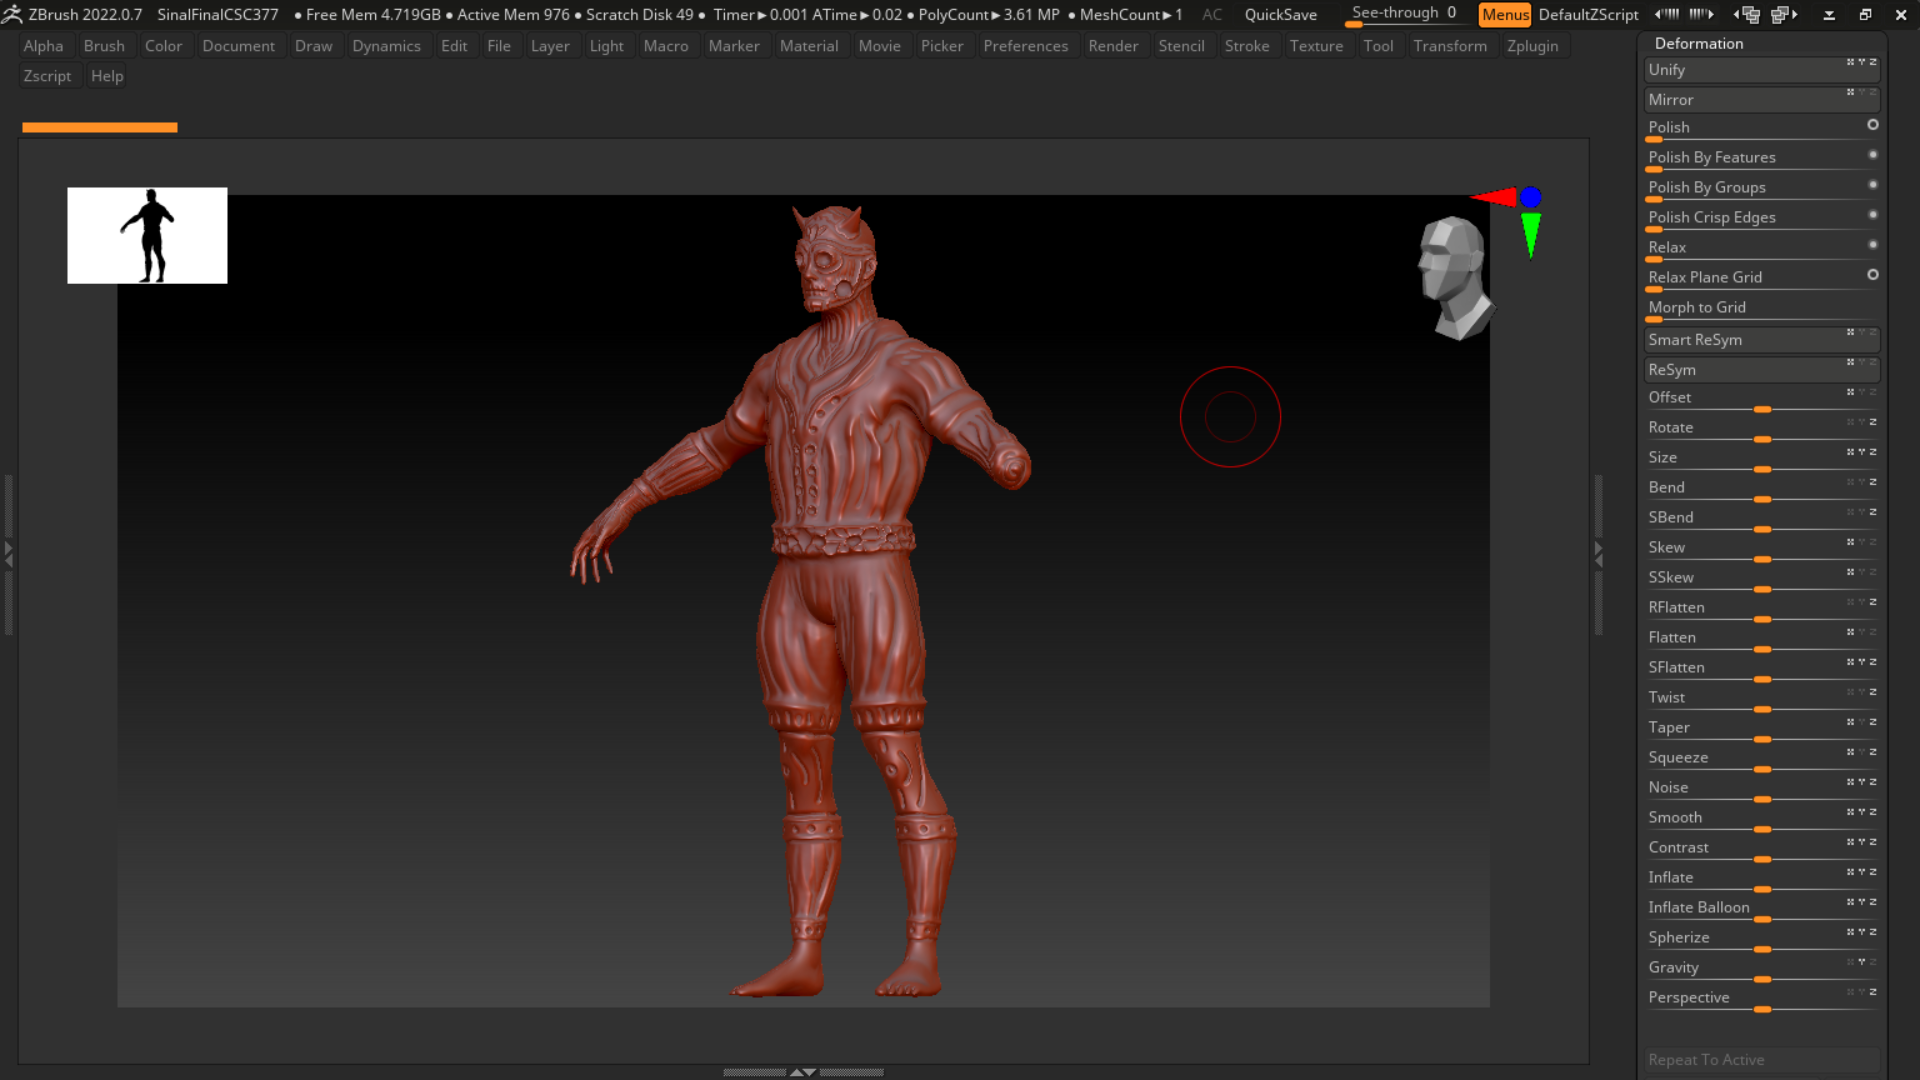 ZBrush 2022.0.7 SinalFinalCSC377 ● Free Mem 4.719GB ● Active Mem 976 ● Scratch Disk 49 ● Timer►0.001 ATime►0.02 ● PolyCount►3.61 MP ● MeshCount►1 AC QuickSave See-through 0 Menus DefaultZScript
Alpha Brush Color Document Draw Dynamics Edit File Layer Light Macro Marker Material Movie Picker Preferences Render Stencil Stroke Texture Tool Transform Zplugin
Zscript Help
Deformation
Unify X Y Z
Mirror X Y Z
Polish
Polish By Features
Polish By Groups
Polish Crisp Edges
Relax
Relax Plane Grid
Morph to Grid
Smart ReSym X Y Z
ReSym X Y Z
Offset X Y Z
Rotate X Y Z
Size X Y Z
Bend X Y Z
SBend X Y Z
Skew X Y Z
SSkew X Y Z
RFlatten X Y Z
Flatten X Y Z
SFlatten X Y Z
Twist X Y Z
Taper X Y Z
Squeeze X Y Z
Noise X Y Z
Smooth X Y Z
Contrast X Y Z
Inflate X Y Z
Inflate Balloon X Y Z
Spherize X Y Z
Gravity X Y Z
Perspective X Y Z
Repeat To Active